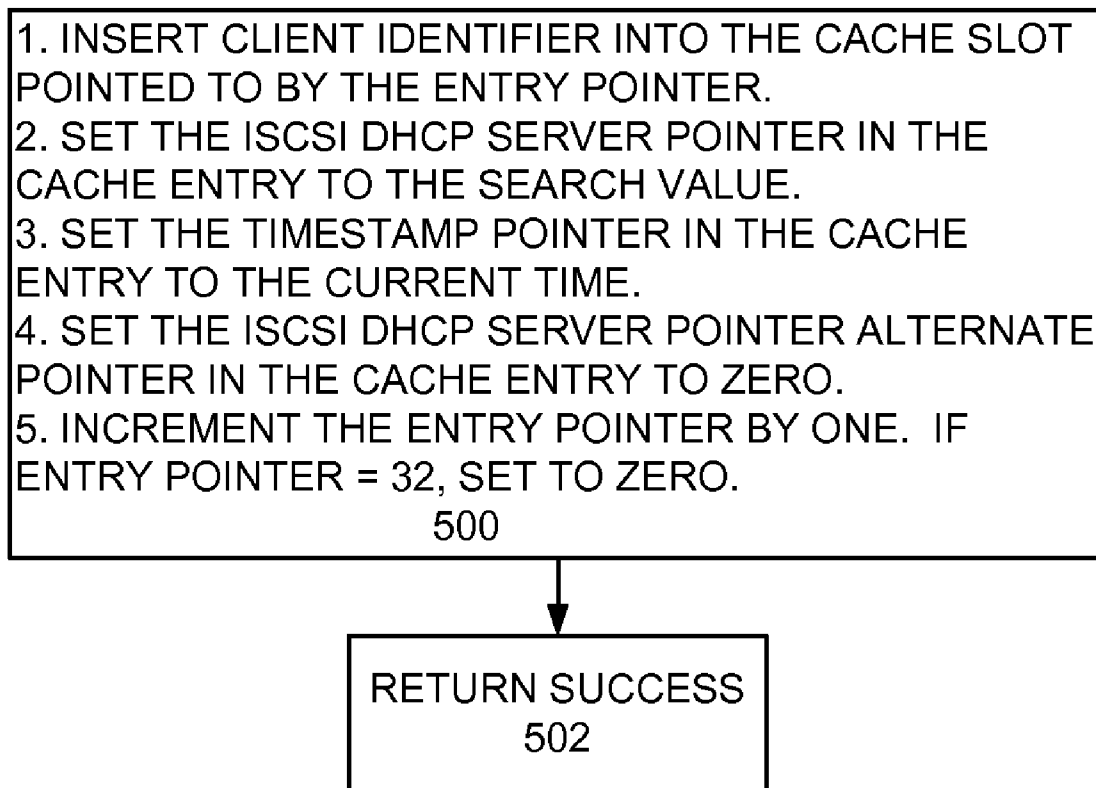 1. INSERT CLIENT IDENTIFIER INTO THE CACHE SLOT
POINTED TO BY THE ENTRY POINTER.
2. SET THE ISCSI DHCP SERVER POINTER IN THE
CACHE ENTRY TO THE SEARCH VALUE.
3. SET THE TIMESTAMP POINTER IN THE CACHE
ENTRY TO THE CURRENT TIME.
4. SET THE ISCSI DHCP SERVER POINTER ALTERNATE
POINTER IN THE CACHE ENTRY TO ZERO.
5. INCREMENT THE ENTRY POINTER BY ONE. IF
ENTRY POINTER = 32, SET TO ZERO.
500
RETURN SUCCESS
502